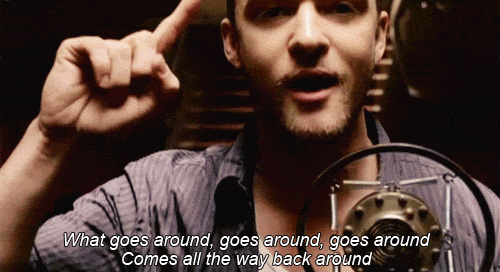 What goes around, goes around, goes around
Comes all the way back around